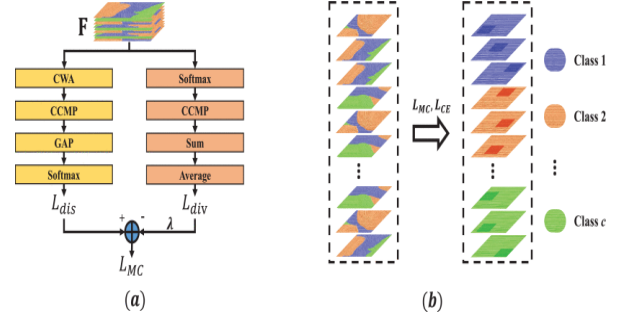 F
CWA
CCMP
GAP
Softmax
L_dis
Softmax
CCMP
Sum
Average
L_div
+
-
λ
L_MC
(a)
L_MC, L_CE
Class 1
Class 2
Class c
(b)